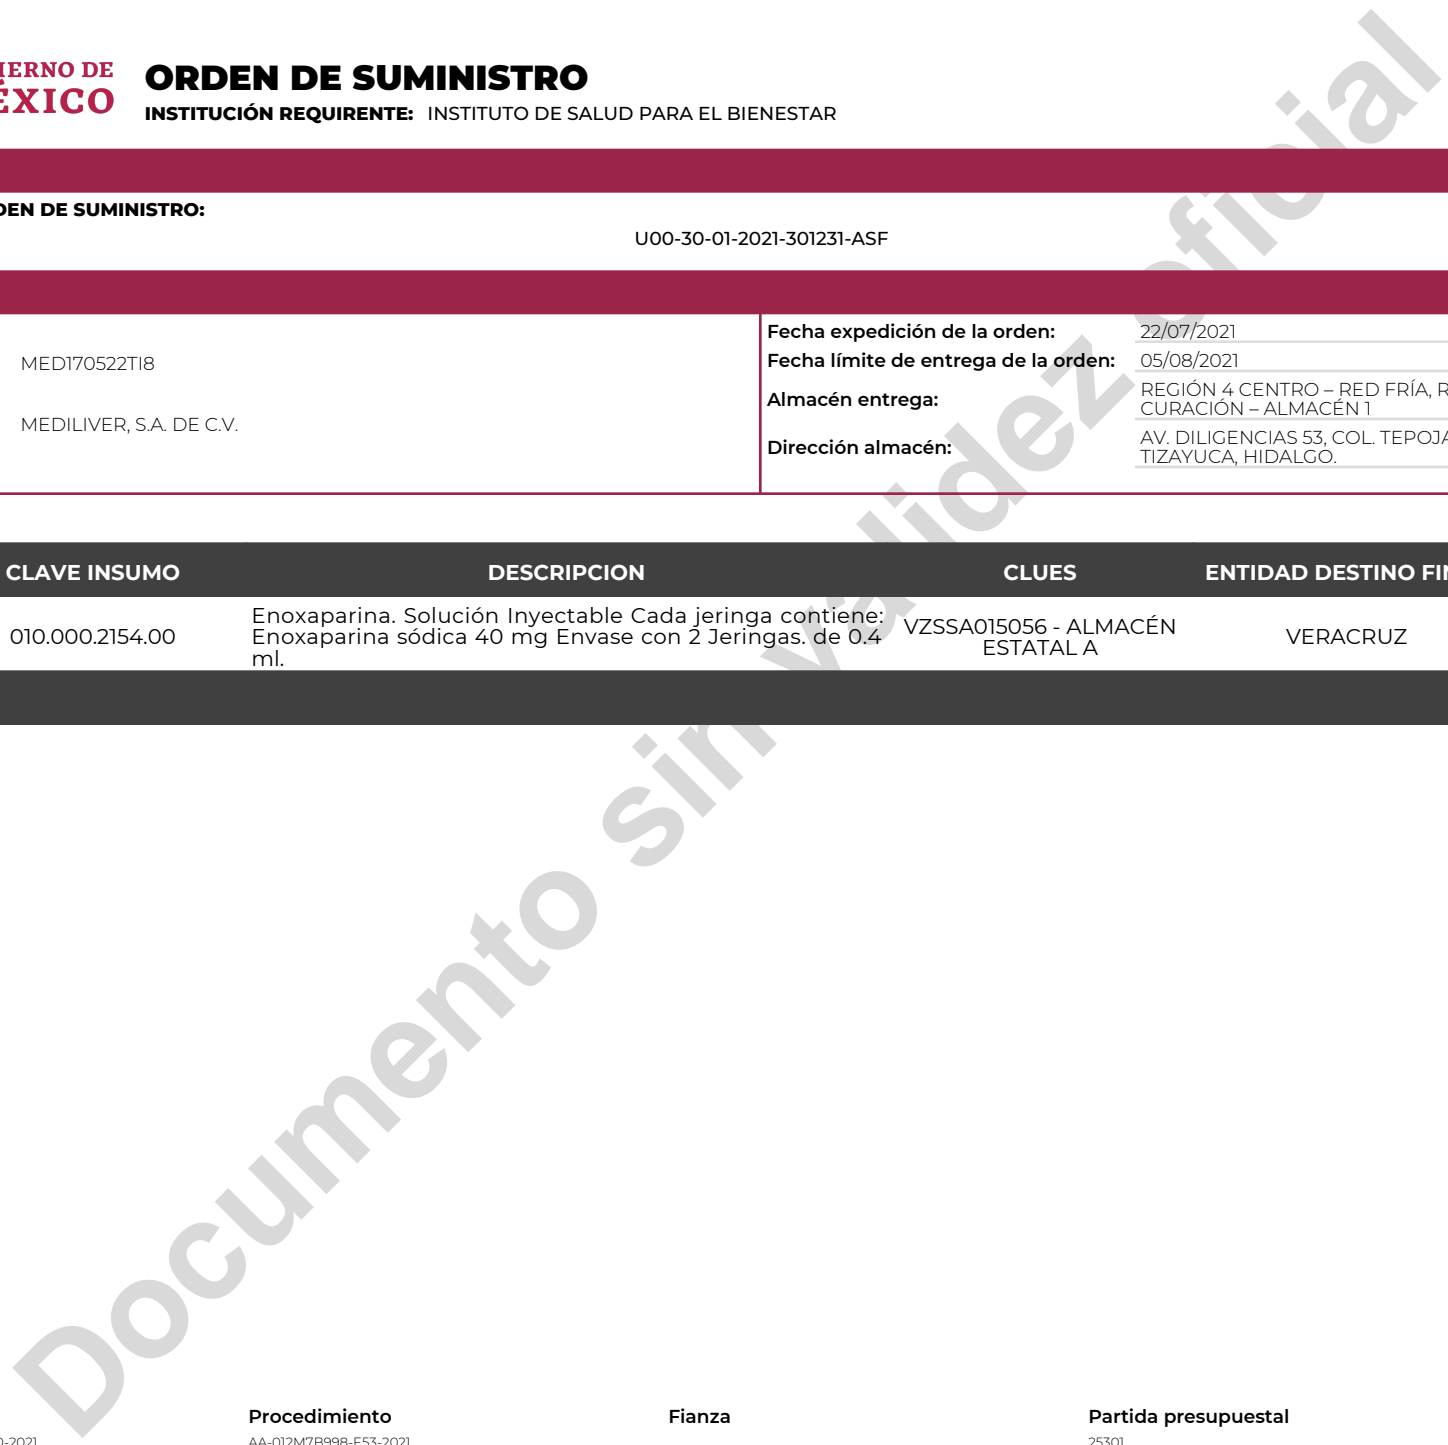 IERNO DE
ÉXICO
ORDEN DE SUMINISTRO
INSTITUCIÓN REQUIRENTE: INSTITUTO DE SALUD PARA EL BIENESTAR
DEN DE SUMINISTRO:
U00-30-01-2021-301231-ASF
MED170522TI8
MEDILIVER, S.A. DE C.V.
Fecha expedición de la orden: 22/07/2021
Fecha límite de entrega de la orden: 05/08/2021
Almacén entrega: REGIÓN 4 CENTRO – RED FRÍA, R
CURACIÓN – ALMACÉN 1
Dirección almacén: AV. DILIGENCIAS 53, COL. TEPOJA
TIZAYUCA, HIDALGO.
CLAVE INSUMO DESCRIPCION CLUES ENTIDAD DESTINO FIN
010.000.2154.00
Enoxaparina. Solución Inyectable Cada jeringa contiene:
Enoxaparina sódica 40 mg Envase con 2 Jeringas. de 0.4
ml.
VZSSA015056 - ALMACÉN
ESTATAL A
VERACRUZ
Documento sin validez oficial
Procedimiento Fianza Partida presupuestal
0-2021 AA-012M7B998-E53-2021 25301